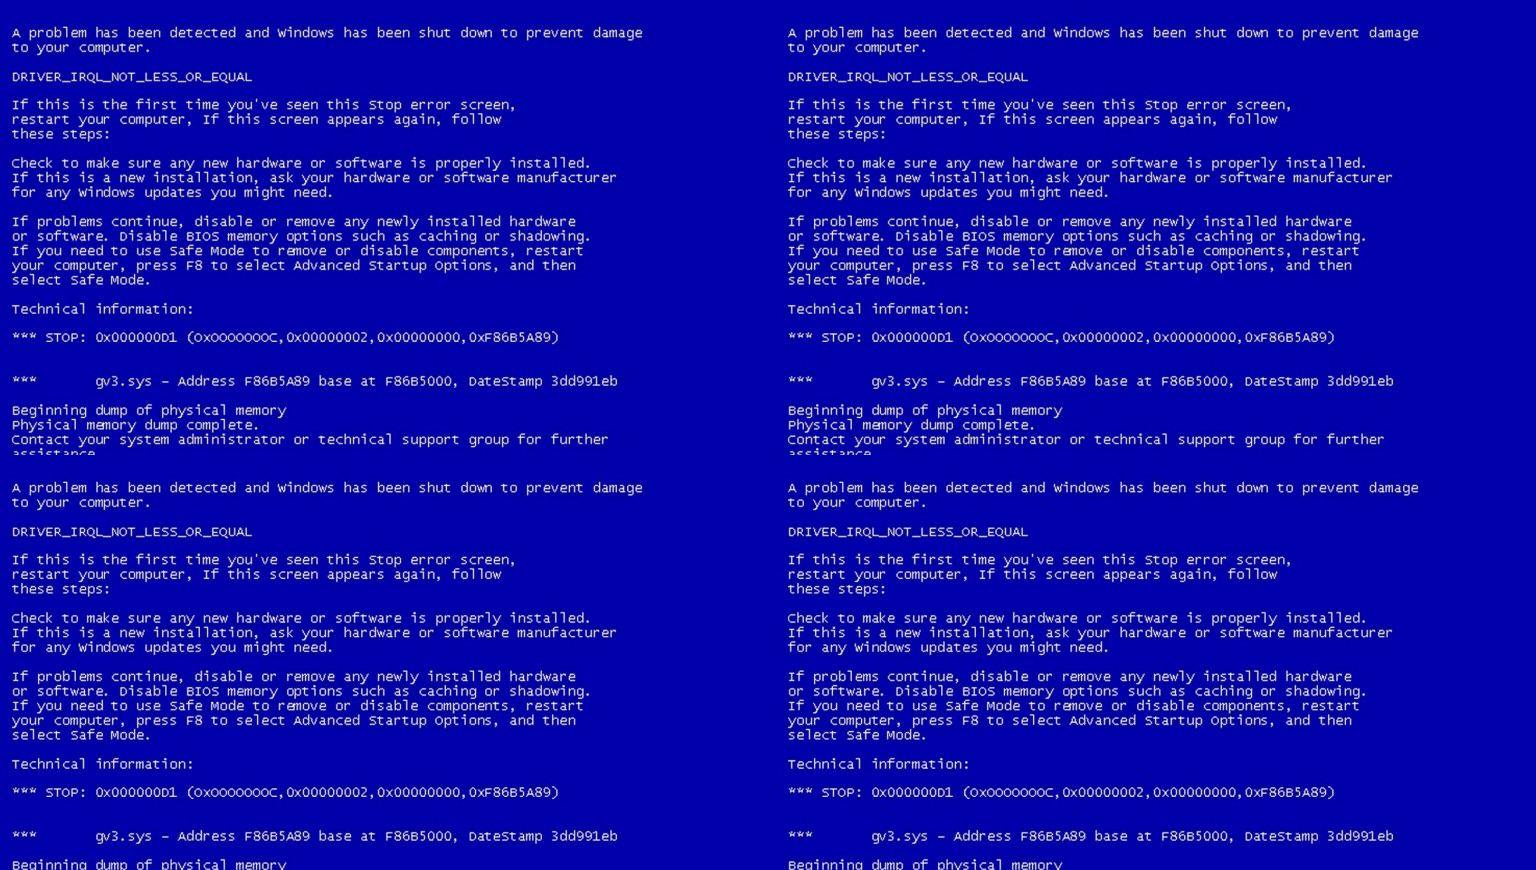 A problem has been detected and Windows has been shut down to prevent damage
to your computer.
DRIVER_IRQL_NOT_LESS_OR_EQUAL
If this is the first time you've seen this Stop error screen,
restart your computer, If this screen appears again, follow
these steps:
Check to make sure any new hardware or software is properly installed.
If this is a new installation, ask your hardware or software manufacturer
for any Windows updates you might need.
If problems continue, disable or remove any newly installed hardware
or software. Disable BIOS memory options such as caching or shadowing.
If you need to use Safe Mode to remove or disable components, restart
your computer, press F8 to select Advanced Startup Options, and then
select Safe Mode.
Technical information:
*** STOP: 0x000000D1 (0x0000000C,0x00000002,0x00000000,0xF86B5A89)
*** gv3.sys - Address F86B5A89 base at F86B5000, DateStamp 3dd991eb
Beginning dump of physical memory
Physical memory dump complete.
Contact your system administrator or technical support group for further
assistance
A problem has been detected and Windows has been shut down to prevent damage
to your computer.
DRIVER_IRQL_NOT_LESS_OR_EQUAL
If this is the first time you've seen this Stop error screen,
restart your computer, If this screen appears again, follow
these steps:
Check to make sure any new hardware or software is properly installed.
If this is a new installation, ask your hardware or software manufacturer
for any Windows updates you might need.
If problems continue, disable or remove any newly installed hardware
or software. Disable BIOS memory options such as caching or shadowing.
If you need to use Safe Mode to remove or disable components, restart
your computer, press F8 to select Advanced Startup Options, and then
select Safe Mode.
Technical information:
*** STOP: 0x000000D1 (0x0000000C,0x00000002,0x00000000,0xF86B5A89)
*** gv3.sys - Address F86B5A89 base at F86B5000, DateStamp 3dd991eb
Beginning dump of physical memory
Physical memory dump complete.
Contact your system administrator or technical support group for further
assistance
A problem has been detected and Windows has been shut down to prevent damage
to your computer.
DRIVER_IRQL_NOT_LESS_OR_EQUAL
If this is the first time you've seen this Stop error screen,
restart your computer, If this screen appears again, follow
these steps:
Check to make sure any new hardware or software is properly installed.
If this is a new installation, ask your hardware or software manufacturer
for any Windows updates you might need.
If problems continue, disable or remove any newly installed hardware
or software. Disable BIOS memory options such as caching or shadowing.
If you need to use Safe Mode to remove or disable components, restart
your computer, press F8 to select Advanced Startup Options, and then
select Safe Mode.
Technical information:
*** STOP: 0x000000D1 (0x0000000C,0x00000002,0x00000000,0xF86B5A89)
*** gv3.sys - Address F86B5A89 base at F86B5000, DateStamp 3dd991eb
Beginning dump of physical memory
A problem has been detected and Windows has been shut down to prevent damage
to your computer.
DRIVER_IRQL_NOT_LESS_OR_EQUAL
If this is the first time you've seen this Stop error screen,
restart your computer, If this screen appears again, follow
these steps:
Check to make sure any new hardware or software is properly installed.
If this is a new installation, ask your hardware or software manufacturer
for any Windows updates you might need.
If problems continue, disable or remove any newly installed hardware
or software. Disable BIOS memory options such as caching or shadowing.
If you need to use Safe Mode to remove or disable components, restart
your computer, press F8 to select Advanced Startup Options, and then
select Safe Mode.
Technical information:
*** STOP: 0x000000D1 (0x0000000C,0x00000002,0x00000000,0xF86B5A89)
*** gv3.sys - Address F86B5A89 base at F86B5000, DateStamp 3dd991eb
Beginning dump of physical memory